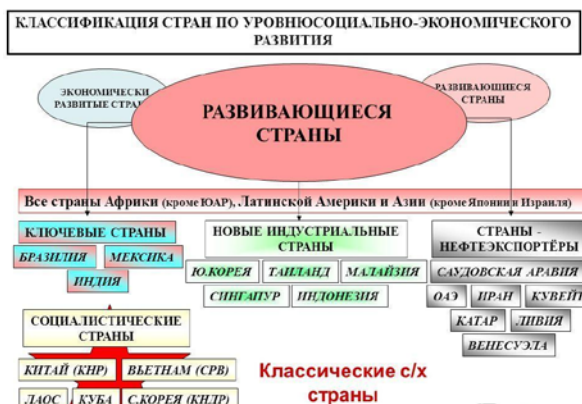 КЛАССИФИКАЦИЯ СТРАН ПО УРОВНЮСОЦИАЛЬНО-ЭКОНОМИЧЕСКОГО
РАЗВИТИЯ
ЭКОНОМИЧЕСКИ
РАЗВИТЫЕ
РАЗВИВАЮЩИЕСЯ
СТРАНЫ
РАЗВИВАЮЩИЕСЯ
СТРАНЫ
Все страны Африки (кроме ЮАР), Латинской Америки и Азии (кроме Японии и Израиля)
КЛЮЧЕВЫЕ СТРАНЫ
БРАЗИЛИЯ
МЕКСИКА
ИНДИЯ
НОВЫЕ ИНДУСТРИАЛЬНЫЕ
СТРАНЫ
Ю.КОРЕЯ
ТАИЛАНД
МАЛАЙЗИЯ
СИНГАПУР
ИНДОНЕЗИЯ
СТРАНЫ -
НЕФТЕЭКСПОРТЁРЫ
САУДОВСКАЯ АРАВИЯ
ОАЭ
ИРАН
КУВЕЙТ
КАТАР
ЛИВИЯ
ВЕНЕСУЭЛА
СОЦИАЛИСТИЧЕСКИЕ
СТРАНЫ
КИТАЙ (КНР)
ВЬЕТНАМ (СРВ)
ЛАОС
КУБА
С.КОРЕЯ (КНДР)
Классические с/х
страны